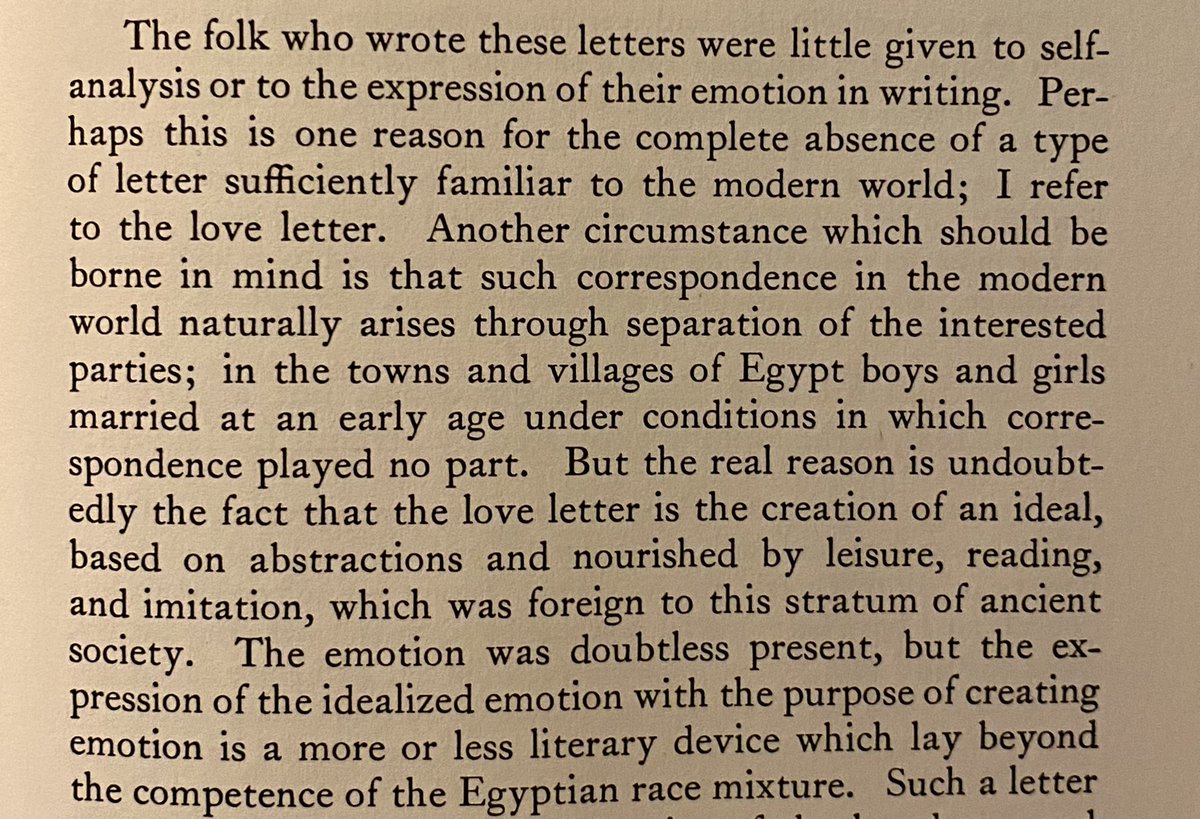 The folk who wrote these letters were little given to self-
analysis or to the expression of their emotion in writing. Per-
haps this is one reason for the complete absence of a type
of letter sufficiently familiar to the modern world; I refer
to the love letter. Another circumstance which should be
borne in mind is that such correspondence in the modern
world naturally arises through separation of the interested
parties; in the towns and villages of Egypt boys and girls
married at an early age under conditions in which corre-
spondence played no part. But the real reason is undoubt-
edly the fact that the love letter is the creation of an ideal,
based on abstractions and nourished by leisure, reading,
and imitation, which was foreign to this stratum of ancient
society. The emotion was doubtless present, but the ex-
pression of the idealized emotion with the purpose of creating
emotion is a more or less literary device which lay beyond
the competence of the Egyptian race mixture. Such a letter